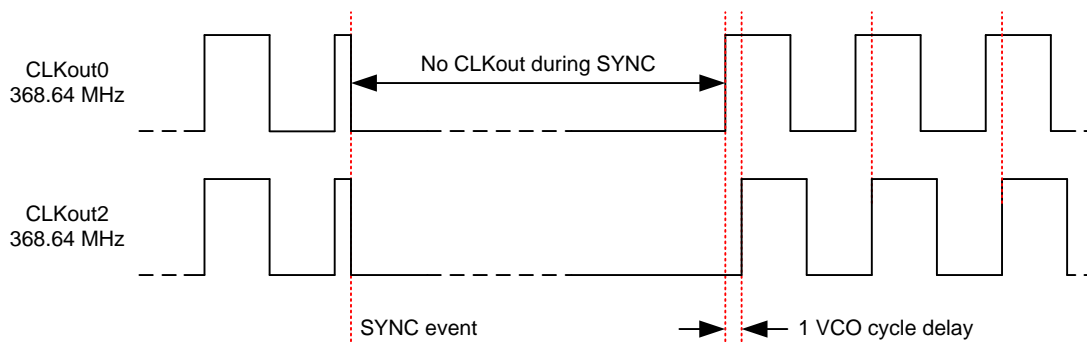 CLKout0
368.64 MHz
No CLKout during SYNC
CLKout2
368.64 MHz
SYNC event
1 VCO cycle delay